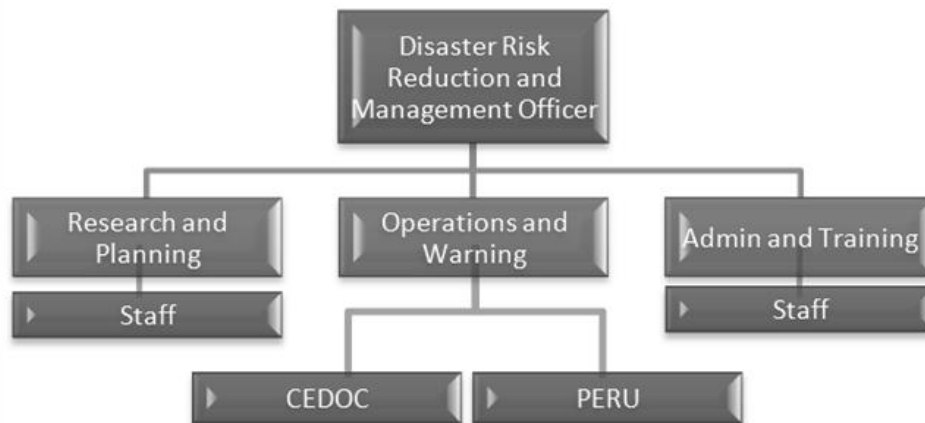 Disaster Risk
Reduction and
Management Officer
Research and
Planning
Operations and
Warning
Admin and Training
Staff
Staff
CEDOC
PERU